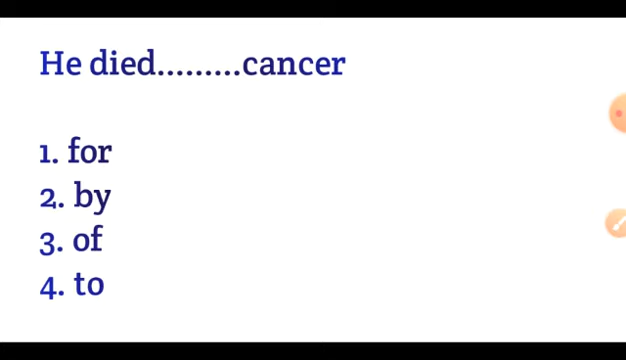 He died.........cancer
1. for
2. by
3. of
4. to